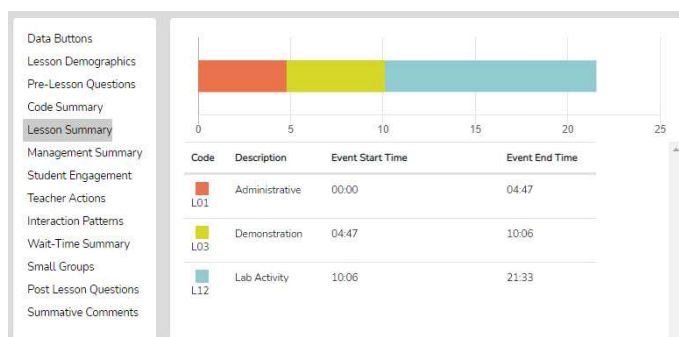 Data Buttons
Lesson Demographics
Pre-Lesson Questions
Code Summary
Lesson Summary
Management Summary
Student Engagement
Teacher Actions
Interaction Patterns
Wait-Time Summary
Small Groups
Post Lesson Questions
Summative Comments
0 5 10 15 20 25
Code Description Event Start Time Event End Time
L01 Administrative 00:00 04:47
L03 Demonstration 04:47 10:06
L12 Lab Activity 10:06 21:33